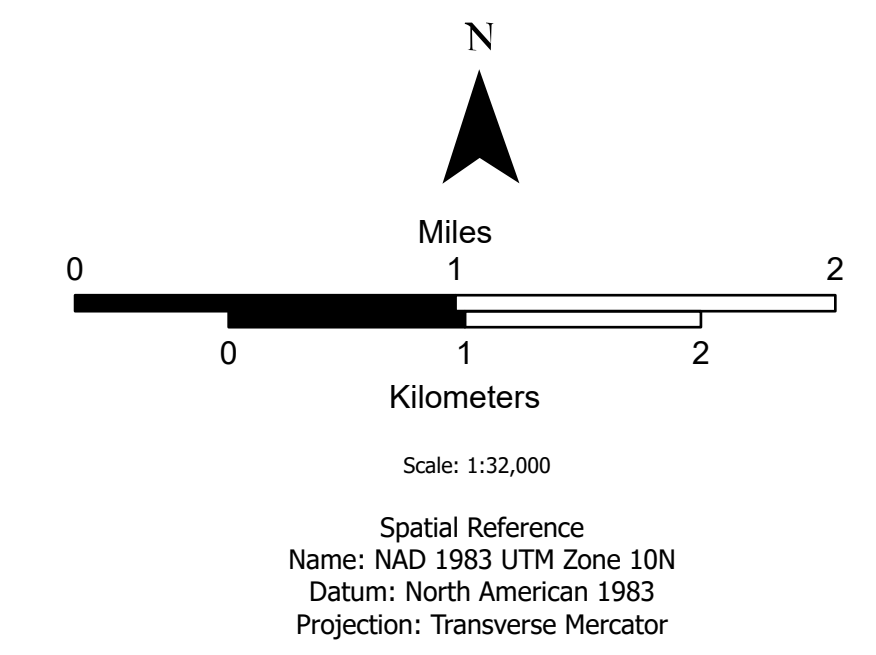 N
Miles
0 1 2
0 1 2
Kilometers
Scale: 1:32,000
Spatial Reference
Name: NAD 1983 UTM Zone 10N
Datum: North American 1983
Projection: Transverse Mercator